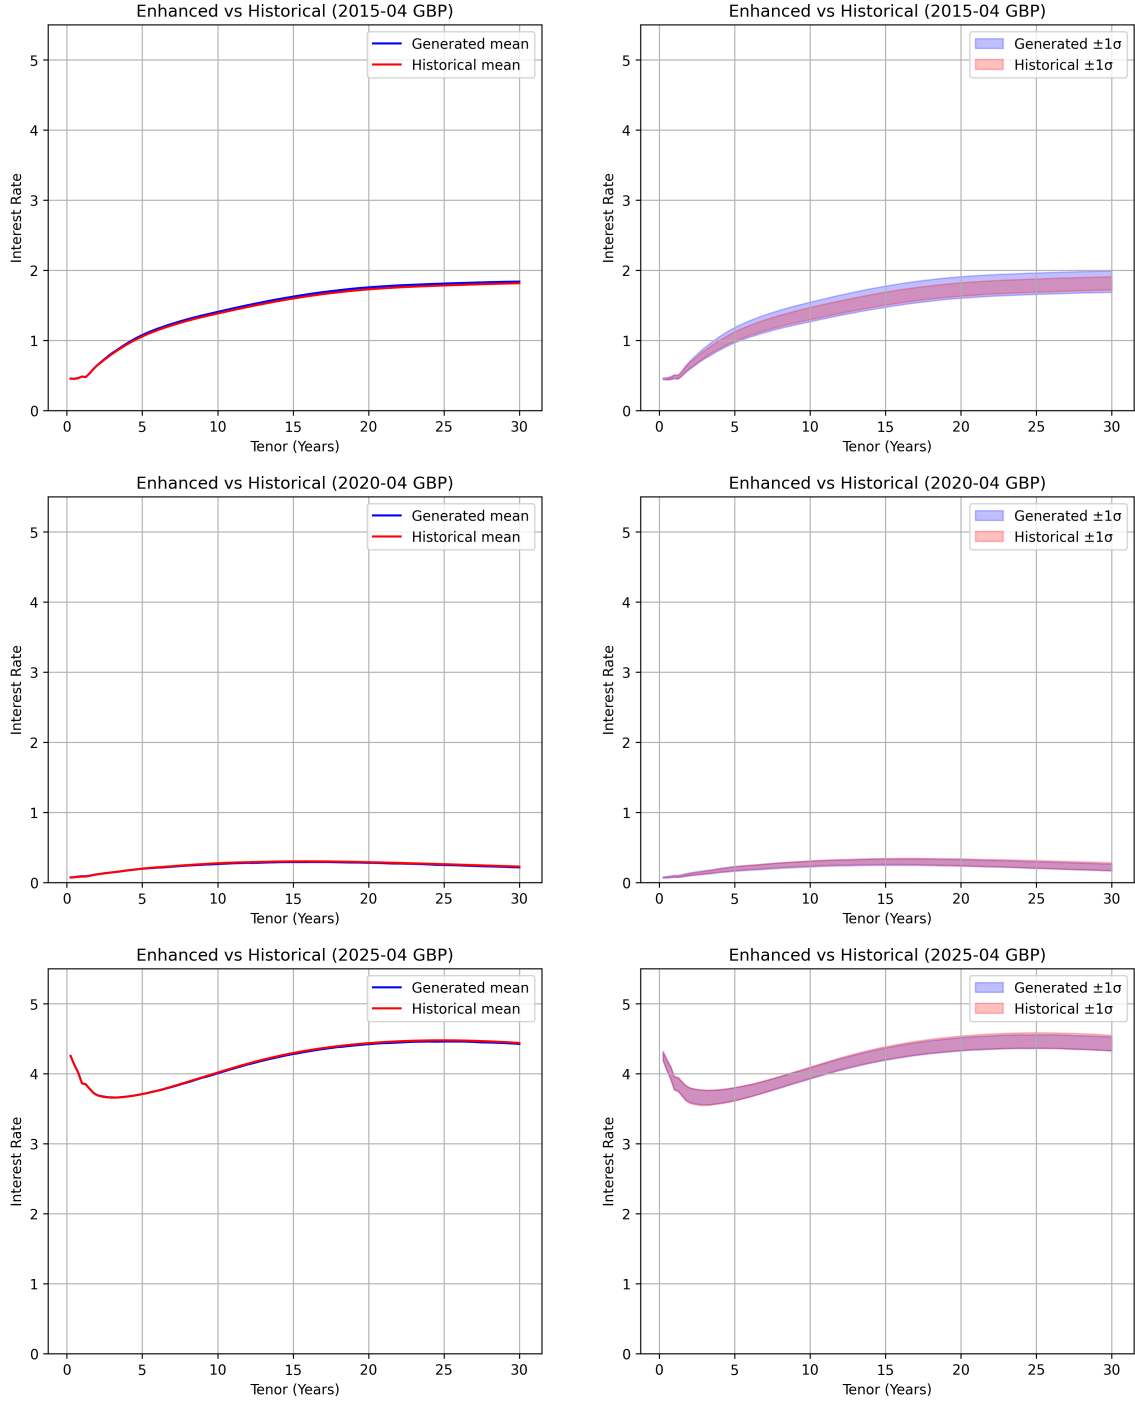 Enhanced vs Historical (2015-04 GBP)
Generated mean
Historical mean
5
4
3
2
1
0
Interest Rate
0 5 10 15 20 25 30
Tenor (Years)
Enhanced vs Historical (2015-04 GBP)
Generated ±1σ
Historical ±1σ
5
4
3
2
1
0
Interest Rate
0 5 10 15 20 25 30
Tenor (Years)
Enhanced vs Historical (2020-04 GBP)
Generated mean
Historical mean
5
4
3
2
1
0
Interest Rate
0 5 10 15 20 25 30
Tenor (Years)
Enhanced vs Historical (2020-04 GBP)
Generated ±1σ
Historical ±1σ
5
4
3
2
1
0
Interest Rate
0 5 10 15 20 25 30
Tenor (Years)
Enhanced vs Historical (2025-04 GBP)
Generated mean
Historical mean
5
4
3
2
1
0
Interest Rate
0 5 10 15 20 25 30
Tenor (Years)
Enhanced vs Historical (2025-04 GBP)
Generated ±1σ
Historical ±1σ
5
4
3
2
1
0
Interest Rate
0 5 10 15 20 25 30
Tenor (Years)